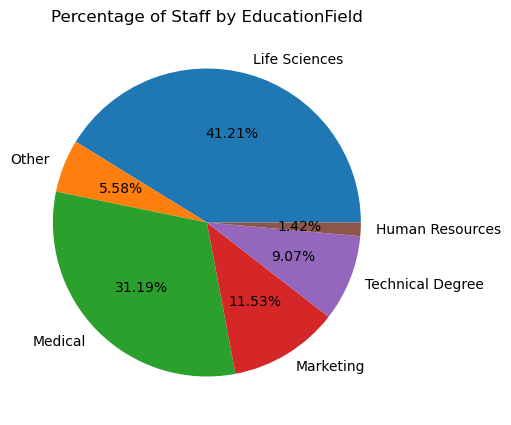 Percentage of Staff by EducationField
Life Sciences
41.21%
Other
5.58%
1.42%
Human Resources
9.07%
Technical Degree
31.19%
11.53%
Medical
Marketing